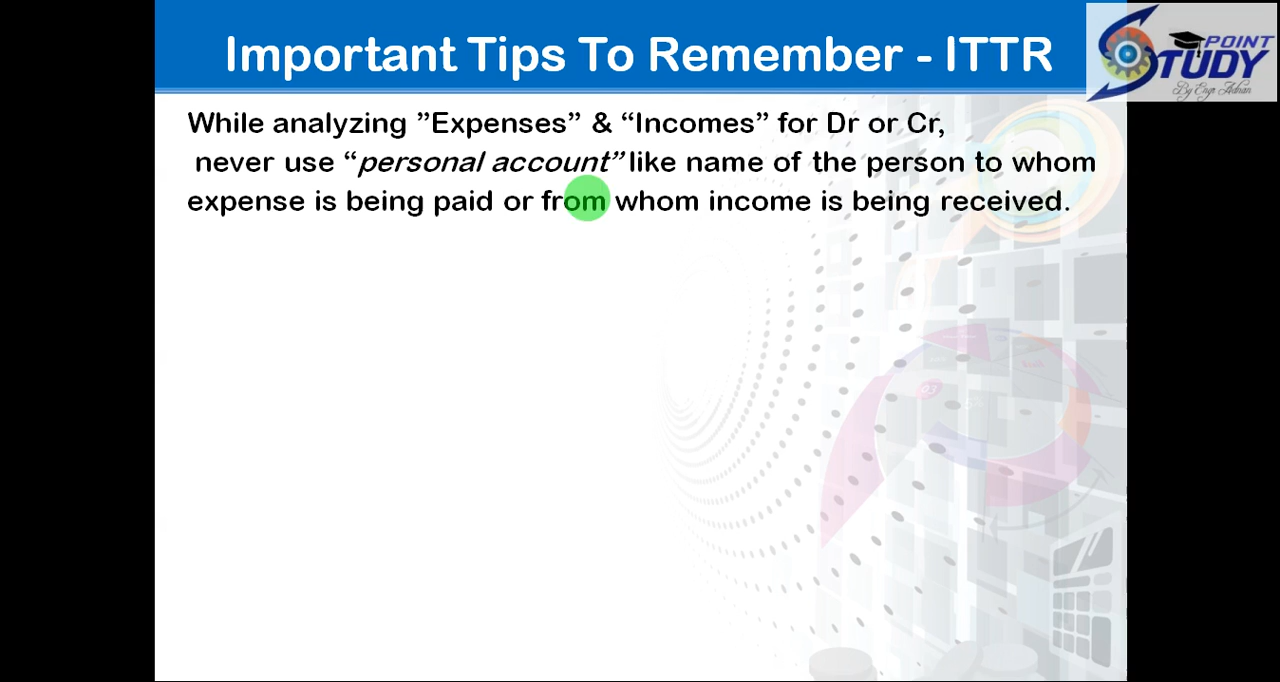 Important Tips To Remember - ITTR
POINT
STUDY
By Engr Adnan
While analyzing ”Expenses” & “Incomes” for Dr or Cr,
never use “personal account” like name of the person to whom
expense is being paid or from whom income is being received.